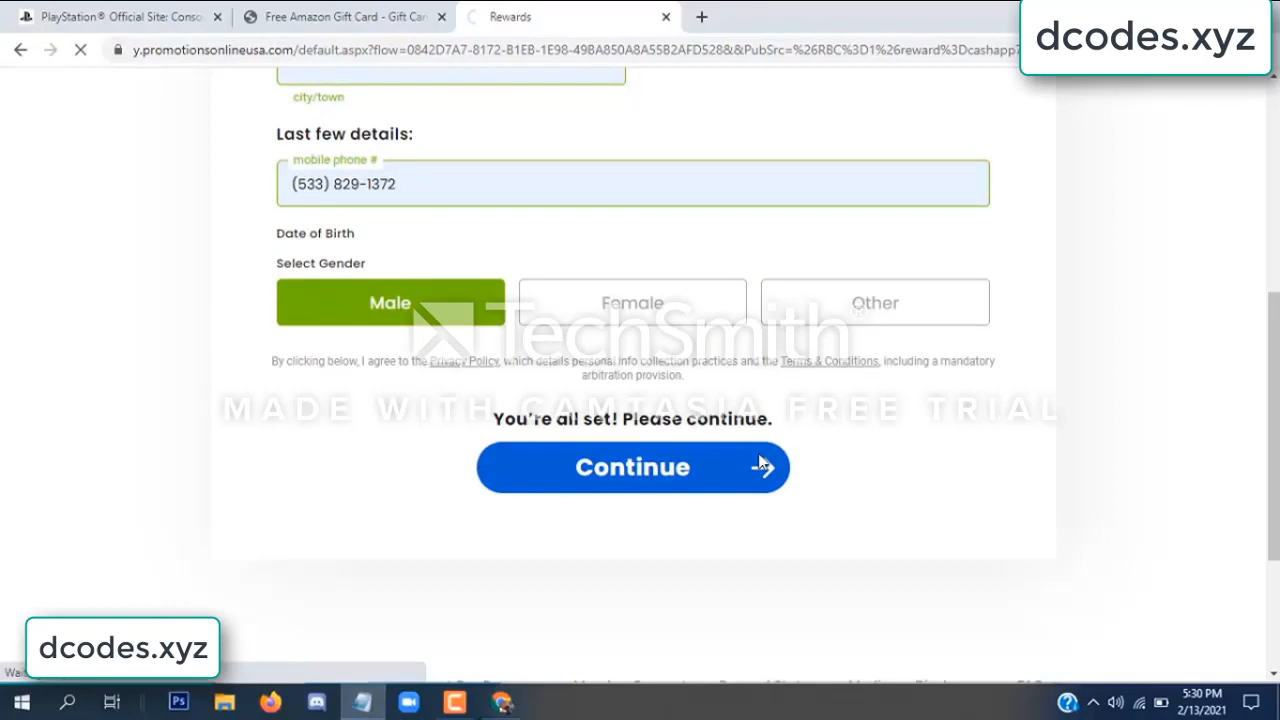 PlayStation® Official Site: Conso
Free Amazon Gift Card - Gift Car
Rewards
y.promotionsonlineusa.com/default.aspx?flow=0842D7A7-8172-B1EB-1E98-49BA850A8A55B2AFD528&&PubSrc=%26RBC%3D1%26reward%3Dcashapp
dcodes.xyz
city/town
Last few details:
mobile phone #
(533) 829-1372
Date of Birth
Select Gender
Male
Female
Other
TechSmith
By clicking below, I agree to the Privacy Policy, which details personal info collection practices and the Terms & Conditions, including a mandatory
arbitration provision.
MADE WITH CAMTASIA FREE TRIAL
You're all set! Please continue.
Continue
dcodes.xyz
Ps
5:30 PM
2/13/2021